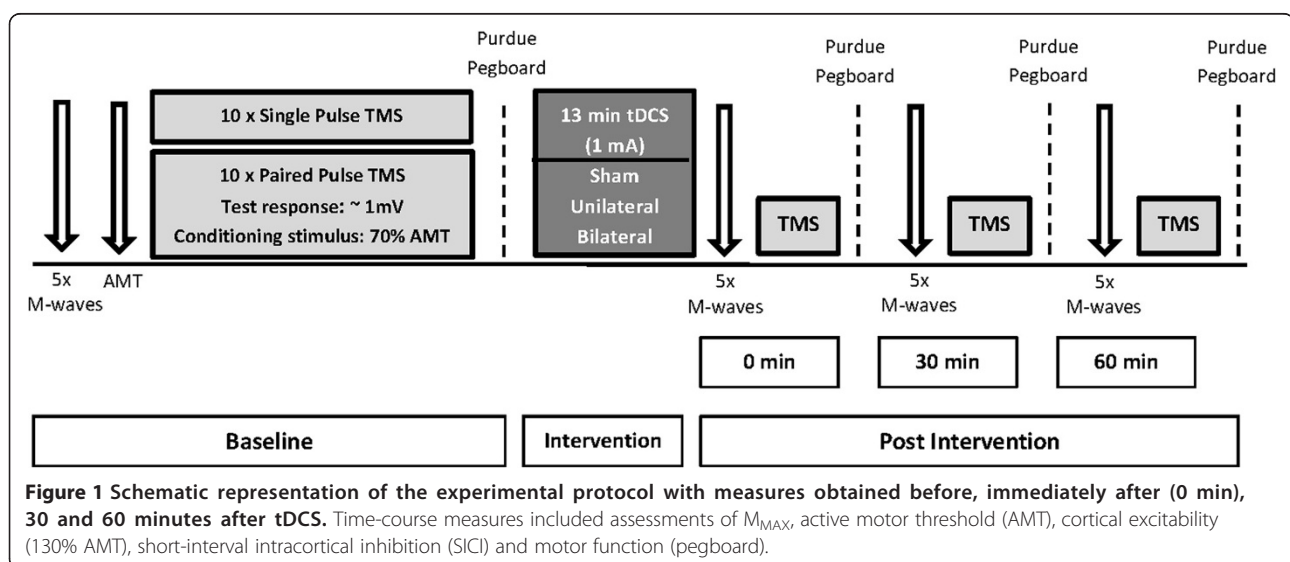 Purdue
Pegboard
Purdue
Pegboard
Purdue
Pegboard
Purdue
Pegboard
10 x Single Pulse TMS
10 x Paired Pulse TMS
Test response: ~ 1mV
Conditioning stimulus: 70% AMT
13 min tDCS
(1 mA)
Sham
Unilateral
Bilateral
TMS
TMS
TMS
5x
M-waves
AMT
5x
M-waves
5x
M-waves
5x
M-waves
0 min
30 min
60 min
Baseline
Intervention
Post Intervention
Figure 1 Schematic representation of the experimental protocol with measures obtained before, immediately after (0 min),
30 and 60 minutes after tDCS. Time-course measures included assessments of MMAX, active motor threshold (AMT), cortical excitability
(130% AMT), short-interval intracortical inhibition (SICI) and motor function (pegboard).